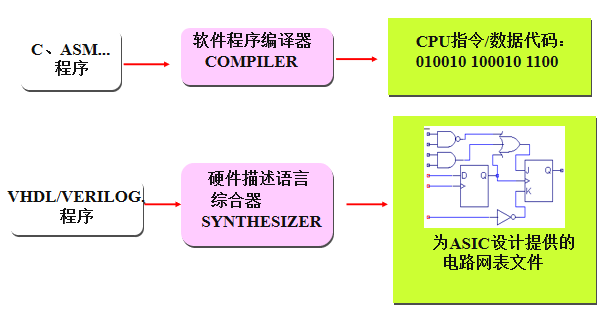 C、ASM...
程序
软件程序编译器
COMPILER
CPU指令/数据代码：
010010 100010 1100
VHDL/VERILOG.
程序
硬件描述语言
综合器
SYNTHESIZER
D Q
J Q
K
为ASIC设计提供的
电路网表文件